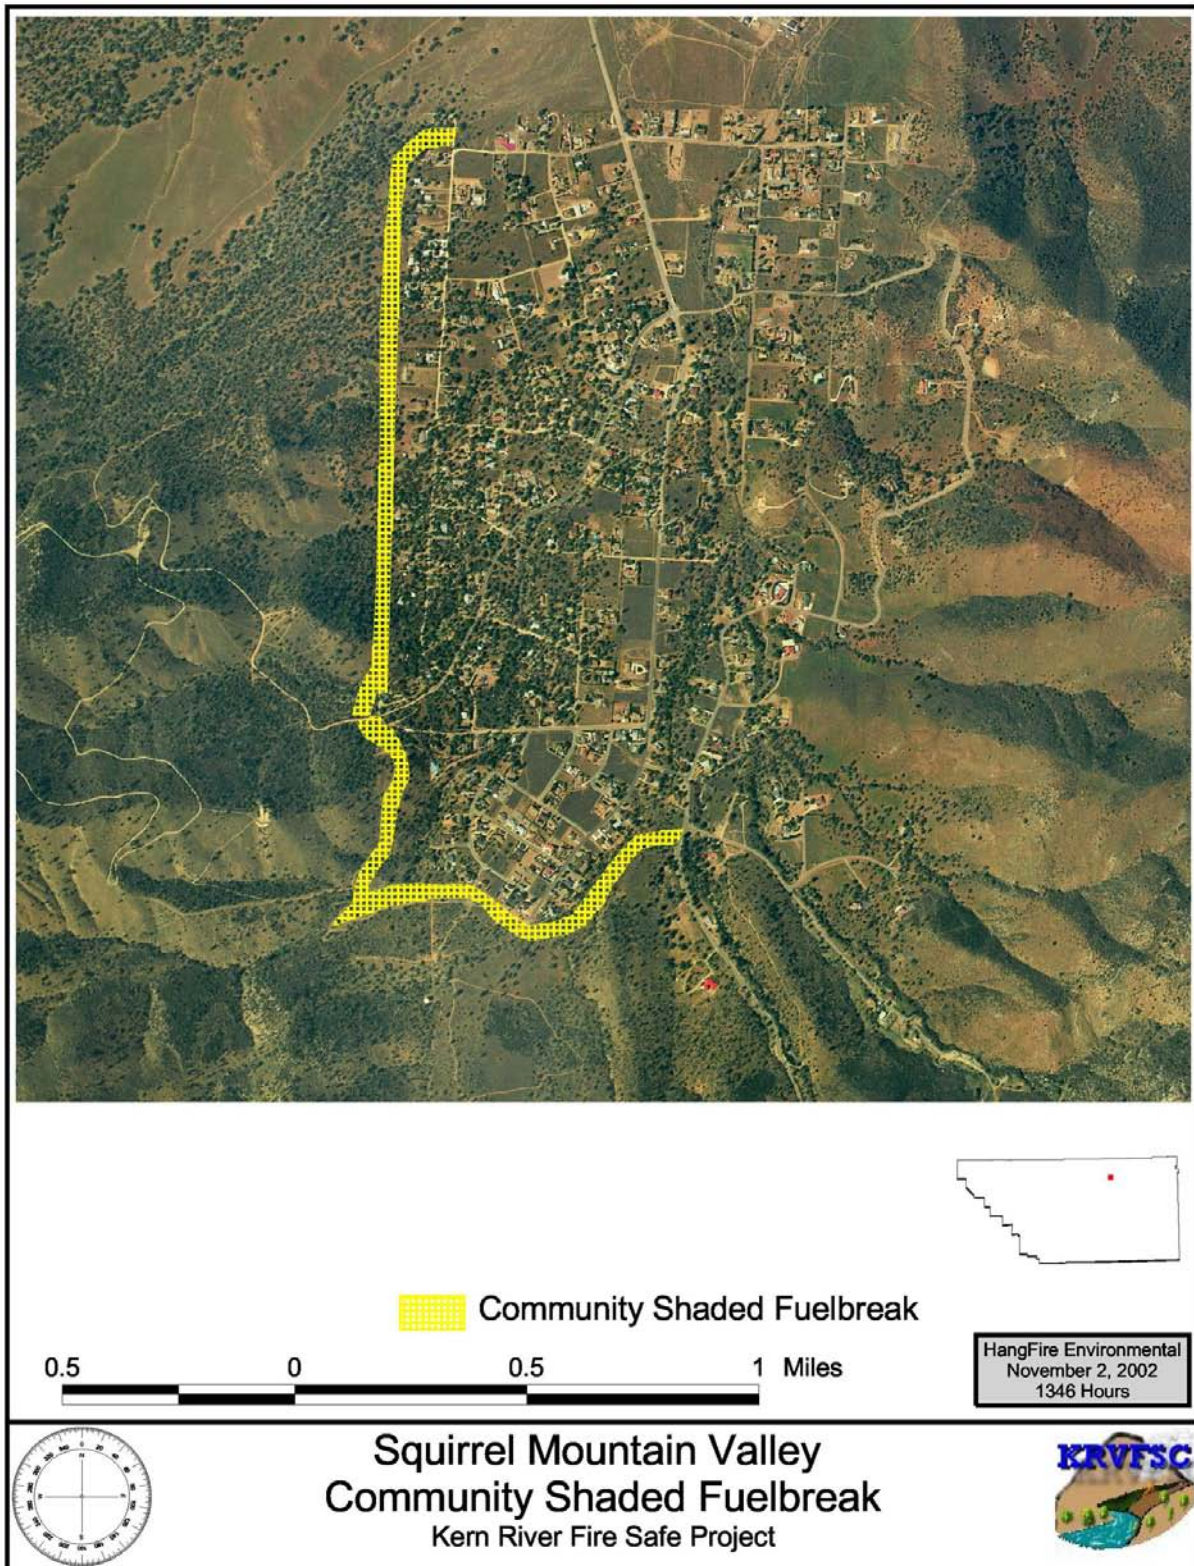 Community Shaded Fuelbreak
0.5 0 0.5 1 Miles
HangFire Environmental
November 2, 2002
1346 Hours
Squirrel Mountain Valley
Community Shaded Fuelbreak
Kern River Fire Safe Project
KRVFSC